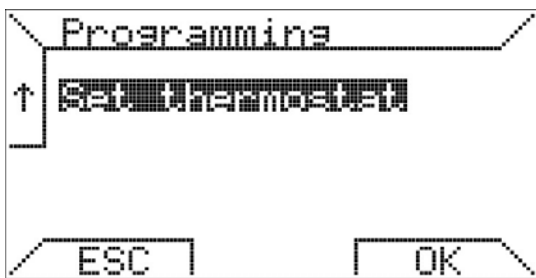 Programming
↑ Set thermostat
ESC OK